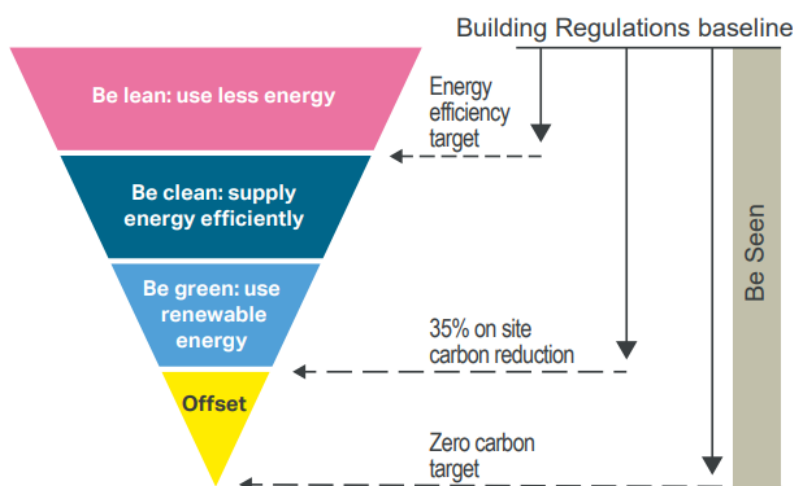 Building Regulations baseline
Be lean: use less energy
Energy
efficiency
target
Be clean: supply
energy efficiently
Be green: use
renewable
energy
35% on site
carbon reduction
Offset
Zero carbon
target
Be Seen